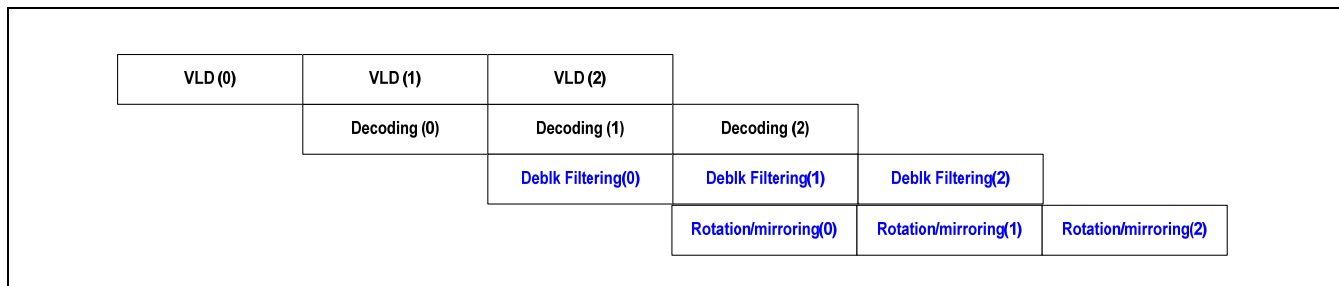 VLD (0) VLD (1) VLD (2)
Decoding (0) Decoding (1) Decoding (2)
Deblk Filtering(0) Deblk Filtering(1) Deblk Filtering(2)
Rotation/mirroring(0) Rotation/mirroring(1) Rotation/mirroring(2)